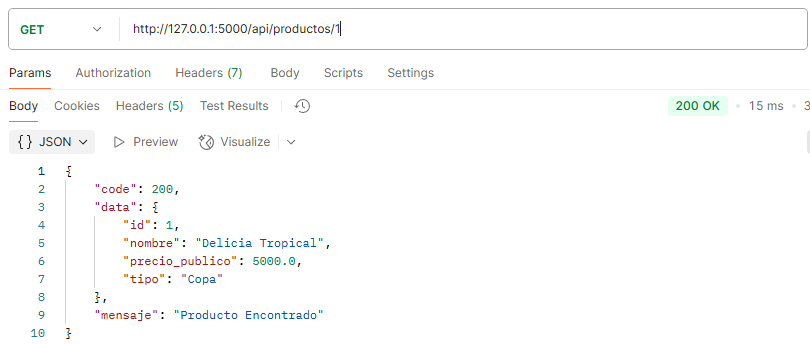 GET http://127.0.0.1:5000/api/productos/1
Params Authorization Headers (7) Body Scripts Settings
Body Cookies Headers (5) Test Results 200 OK • 15 ms •
{} JSON Preview Visualize
1 {
2 "code": 200,
3 "data": {
4 "id": 1,
5 "nombre": "Delicia Tropical",
6 "precio_publico": 5000.0,
7 "tipo": "Copa"
8 },
9 "mensaje": "Producto Encontrado"
10 }